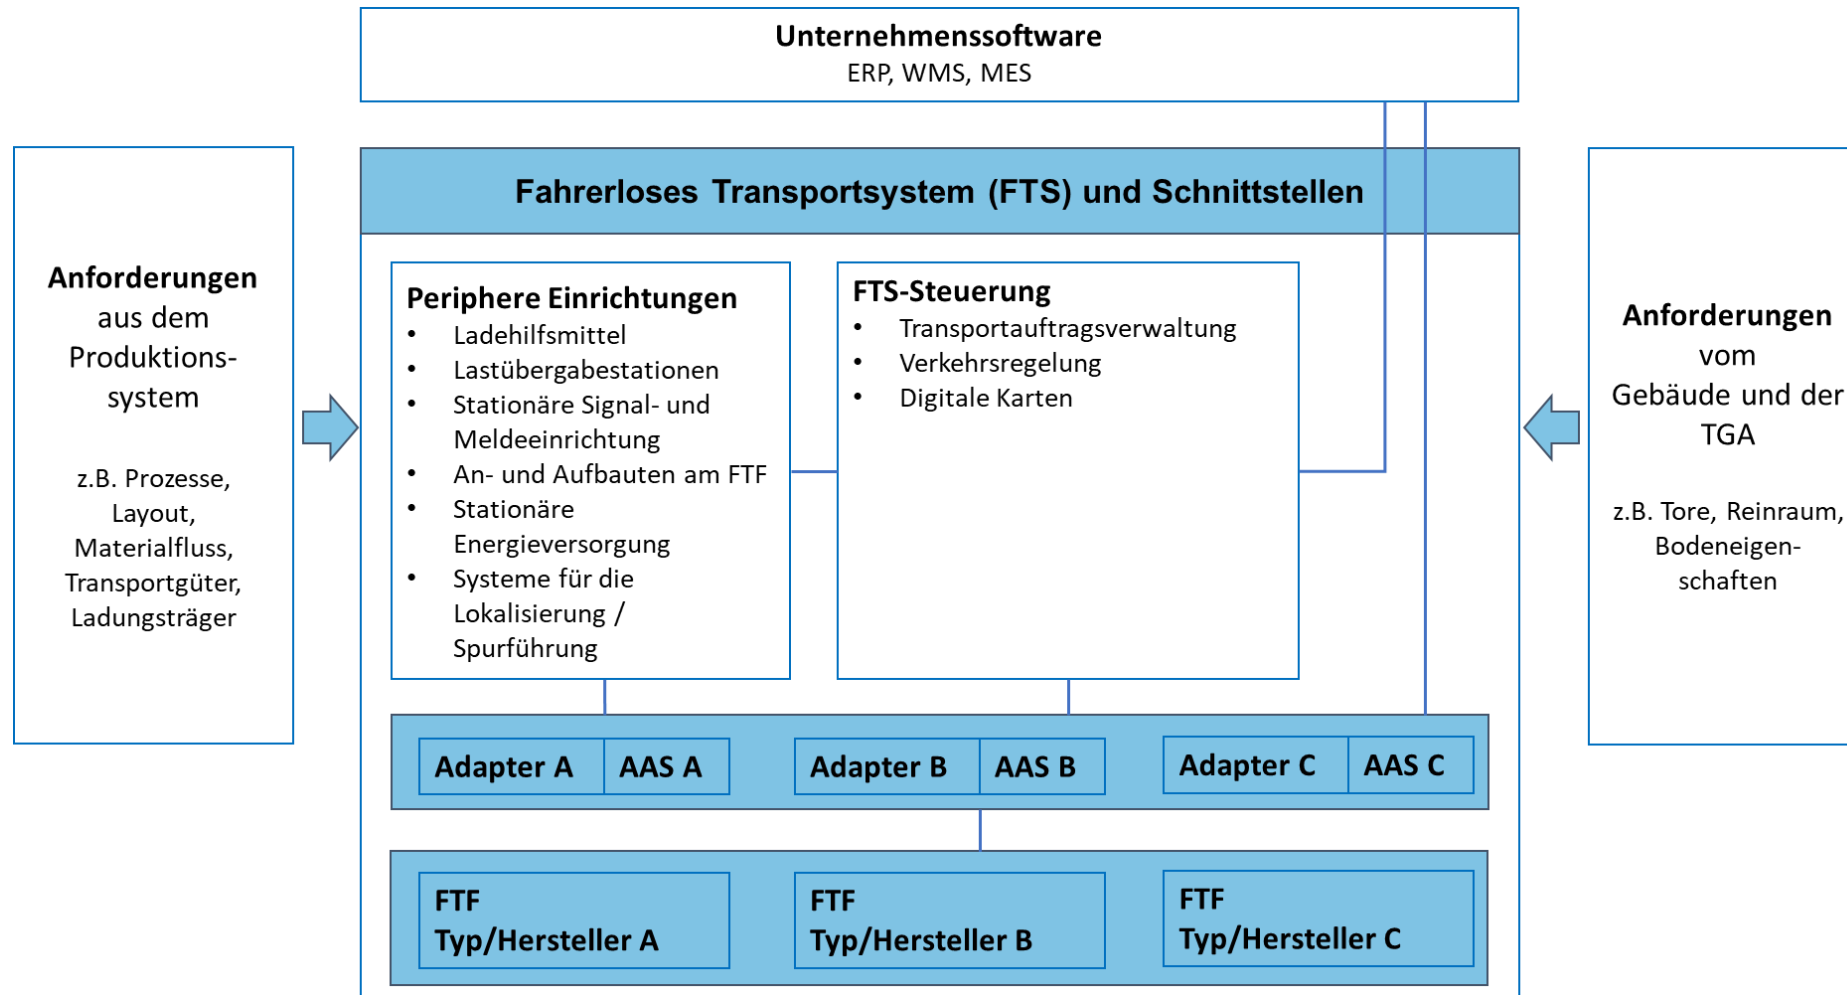 Unternehmenssoftware
ERP, WMS, MES
Anforderungen
aus dem
Produktions-
system
z.B. Prozesse,
Layout,
Materialfluss,
Transportgüter,
Ladungsträger
Fahrerloses Transportsystem (FTS) und Schnittstellen
Periphere Einrichtungen
• Ladehilfsmittel
• Lastübergabestationen
• Stationäre Signal- und
Meldeeinrichtung
• An- und Aufbauten am FTF
• Stationäre
Energieversorgung
• Systeme für die
Lokalisierung /
Spurführung
FTS-Steuerung
• Transportauftragsverwaltung
• Verkehrsregelung
• Digitale Karten
Anforderungen
vom
Gebäude und der
TGA
z.B. Tore, Reinraum,
Bodeneigen-
schaften
Adapter A
AAS A
Adapter B
AAS B
Adapter C
AAS C
FTF
Typ/Hersteller A
FTF
Typ/Hersteller B
FTF
Typ/Hersteller C